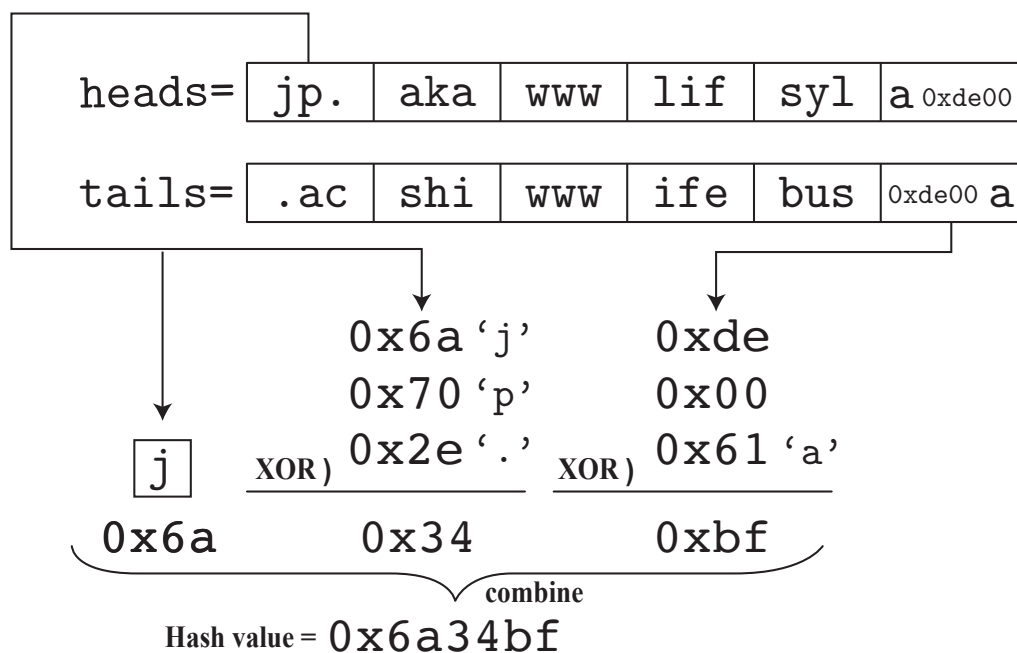 heads= jp. aka www lif syl a 0xde00
tails= .ac shi www ife bus 0xde00 a
0x6a ‘j’ 0xde
0x70 ‘p’ 0x00
j XOR) 0x2e ‘.’ XOR) 0x61 ‘a’
0x6a 0x34 0xbf
combine
Hash value = 0x6a34bf